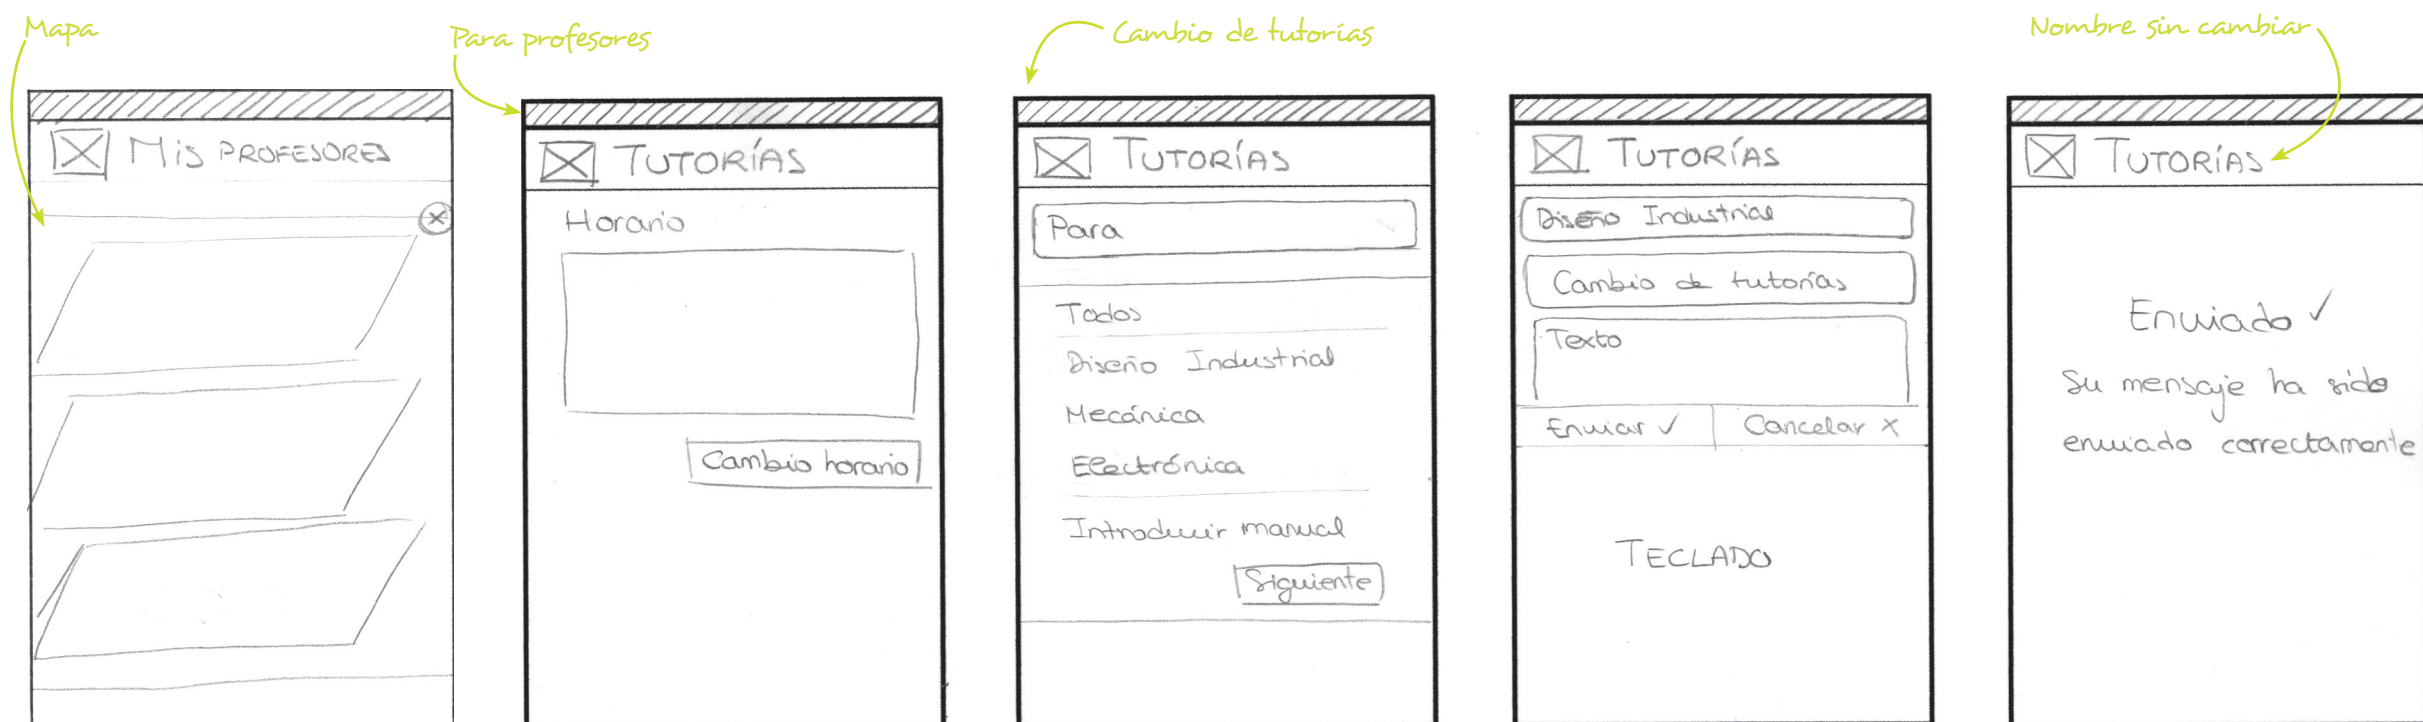 Mapa
Para profesores
Cambio de tutorías
Nombre sin cambiar
MIS PROFESORES
TUTORÍAS
Horario
Cambio horario
TUTORÍAS
Para
Todos
Diseño Industrial
Mecánica
Electrónica
Introducir manual
Siguiente
TUTORÍAS
Diseño Industrial
Cambio de tutorías
Texto
Enviar ✓
Cancelar X
TECLADO
TUTORÍAS
Enviado ✓
Su mensaje ha sido
enviado correctamente